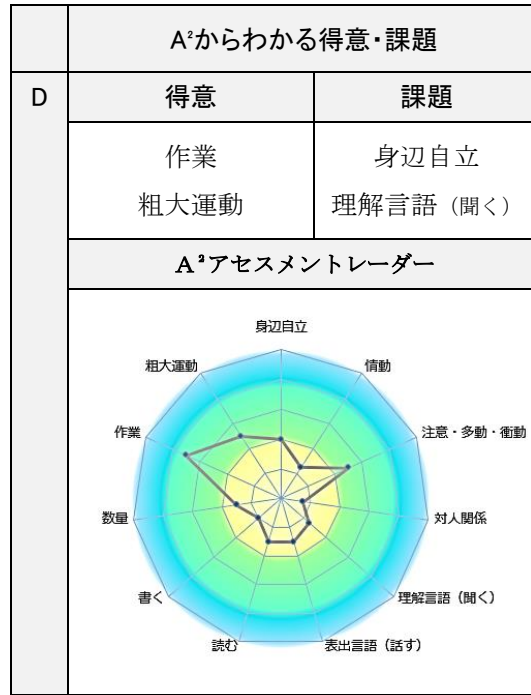 A²からわかる得意・課題
D
得意
課題
作業
身辺自立
粗大運動
理解言語（聞く）
A²アセスメントレーダー
身辺自立
粗大運動
情動
作業
注意・多動・衝動
数量
対人関係
書く
理解言語（聞く）
読む
表出言語（話す）